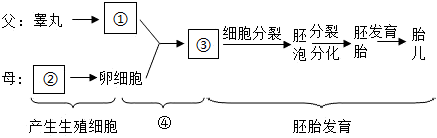 父：睾丸 ①
③ 细胞分裂 胚泡 分裂分化 胚胎 发育 胎儿
母：② 卵细胞
产生生殖细胞 ④ 胚胎发育